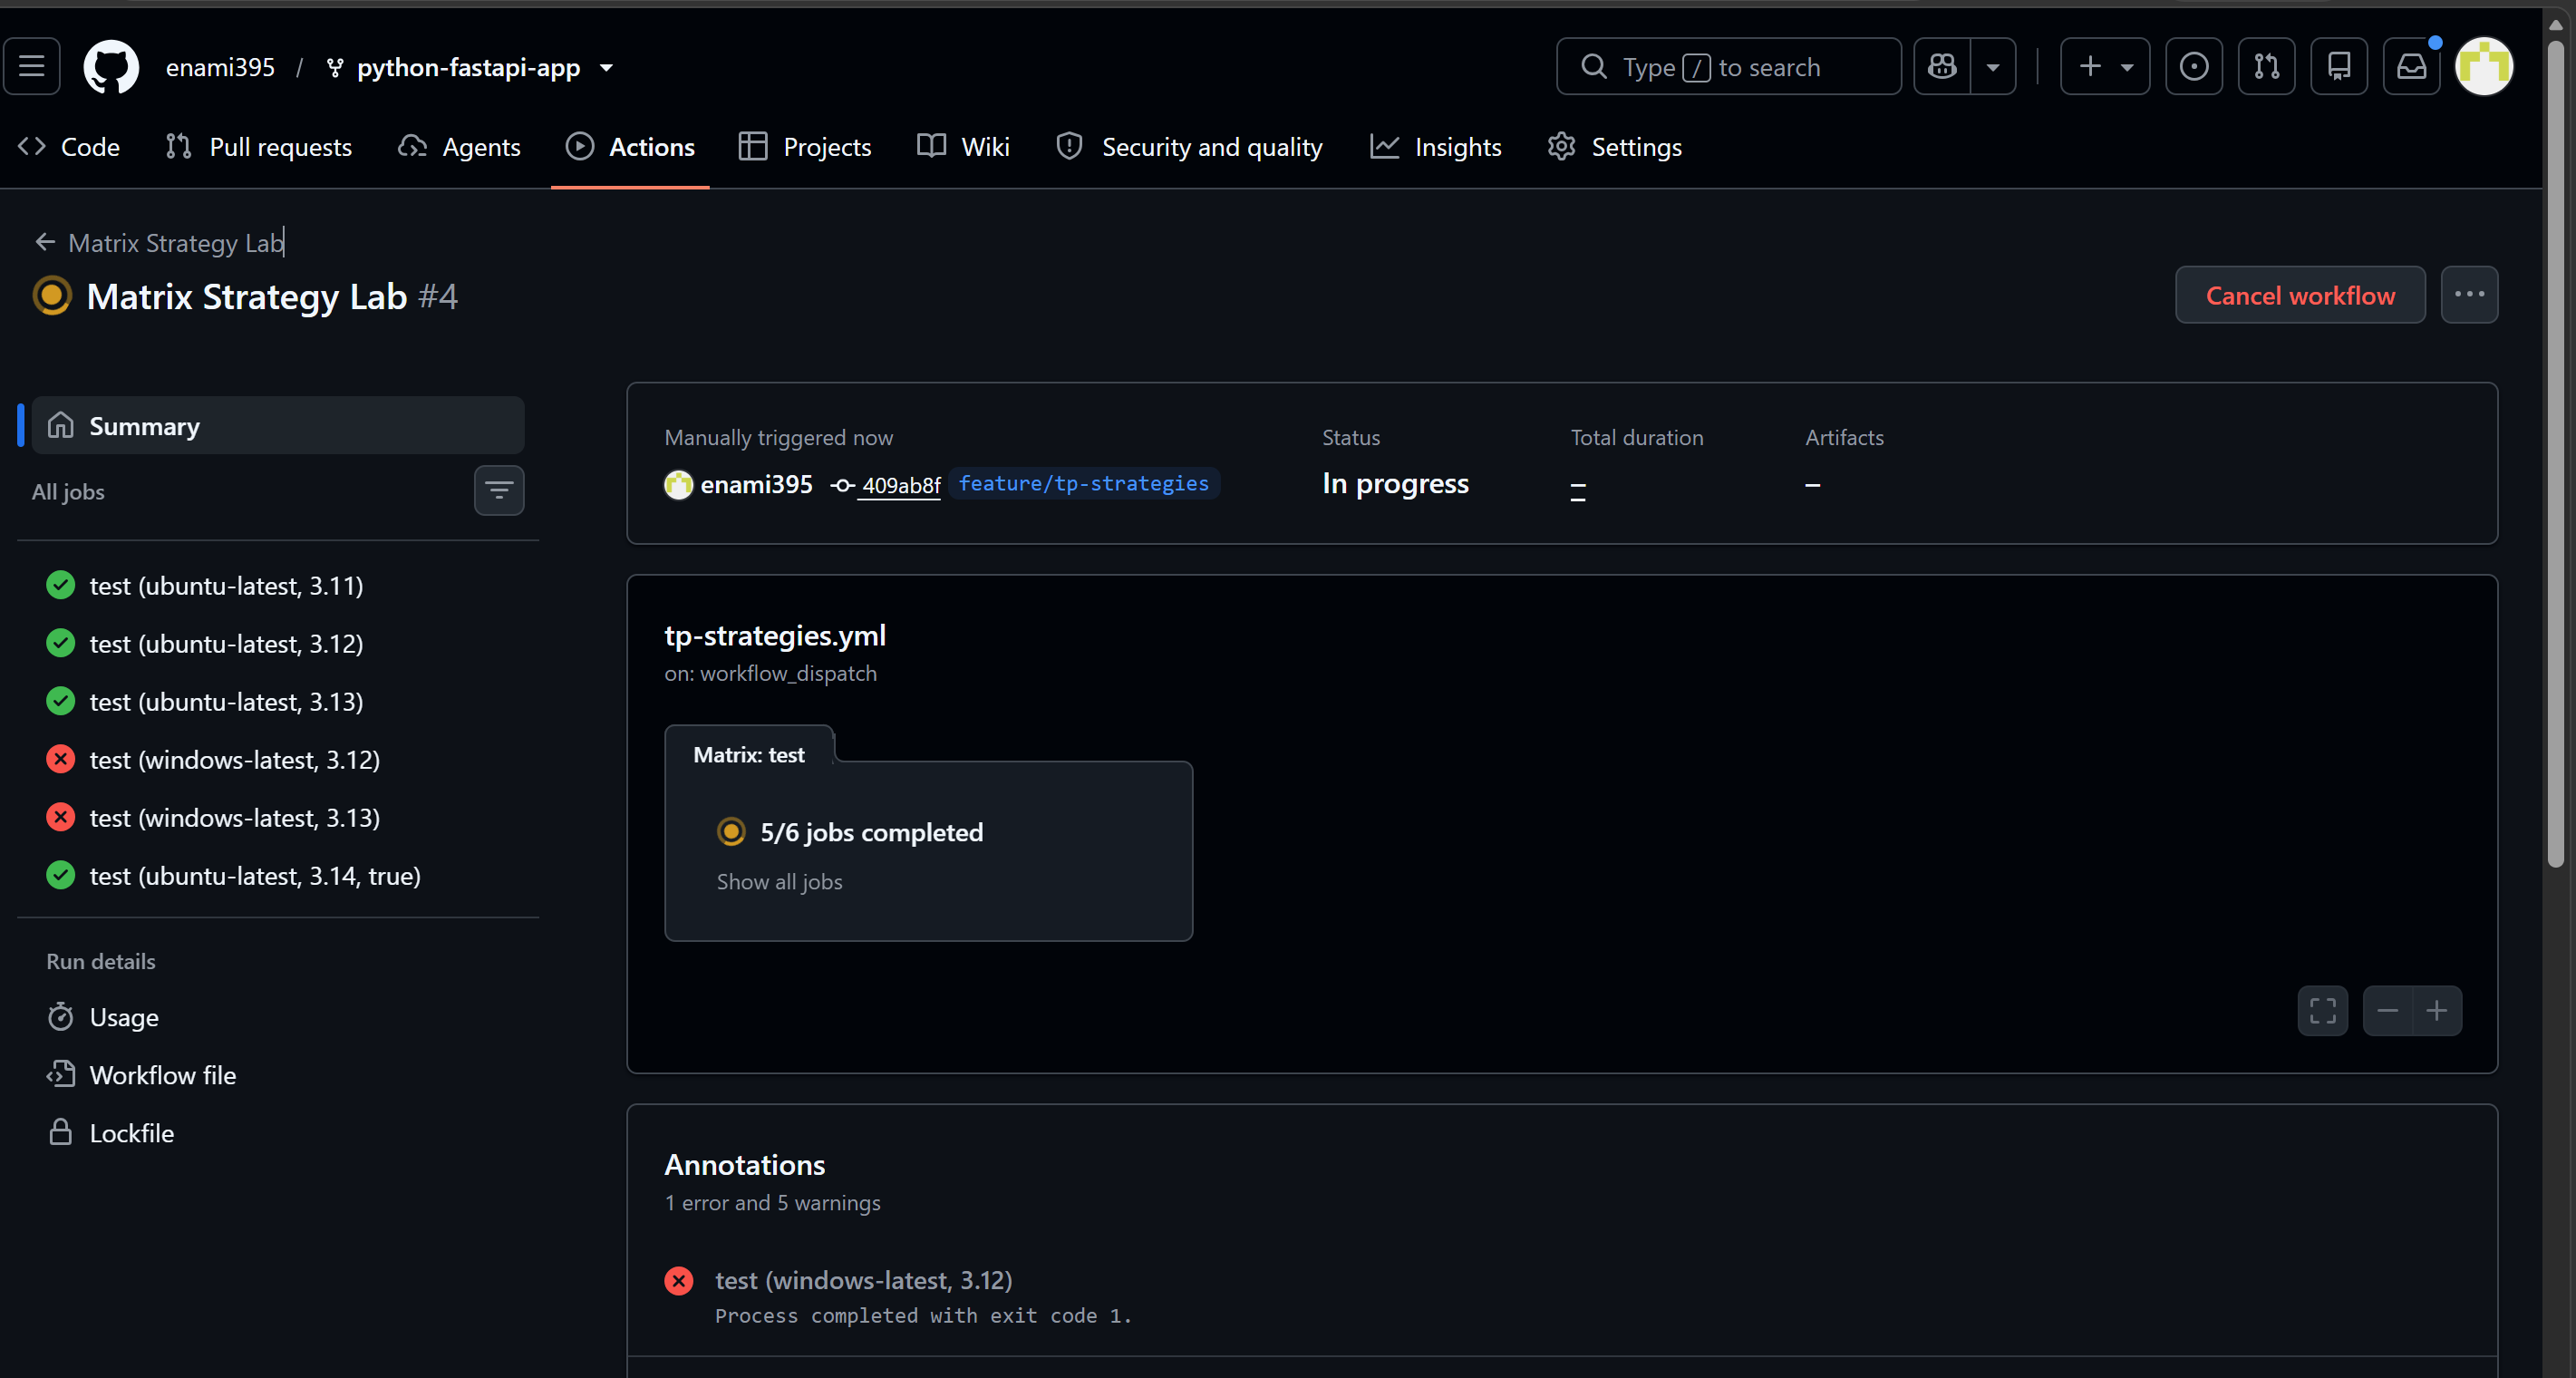 enami395 / python-fastapi-app
Type / to search
Code Pull requests Agents Actions Projects Wiki Security and quality Insights Settings
Matrix Strategy Lab
Matrix Strategy Lab #4
Cancel workflow
Summary
All jobs
test (ubuntu-latest, 3.11)
test (ubuntu-latest, 3.12)
test (ubuntu-latest, 3.13)
test (windows-latest, 3.12)
test (windows-latest, 3.13)
test (ubuntu-latest, 3.14, true)
Run details
Usage
Workflow file
Lockfile
Manually triggered now
enami395 409ab8f feature/tp-strategies
Status
In progress
Total duration
–
Artifacts
–
tp-strategies.yml
on: workflow_dispatch
Matrix: test
5/6 jobs completed
Show all jobs
Annotations
1 error and 5 warnings
test (windows-latest, 3.12)
Process completed with exit code 1.